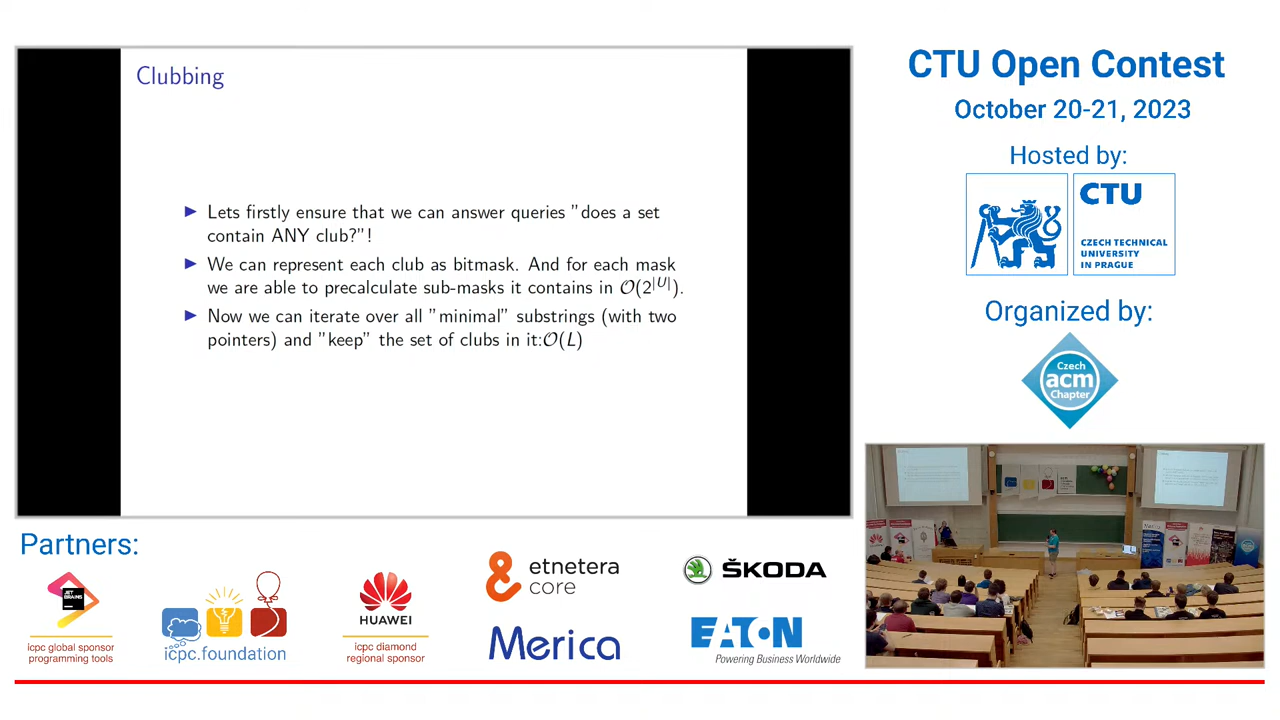 Clubbing
Lets firstly ensure that we can answer queries "does a set
contain ANY club?"!
We can represent each club as bitmask. And for each mask
we are able to precalculate sub-masks it contains in 𝒪(2^|U|).
Now we can iterate over all "minimal" substrings (with two
pointers) and "keep" the set of clubs in it:𝒪(L)
CTU Open Contest
October 20-21, 2023
Hosted by:
CTU
CZECH TECHNICAL
UNIVERSITY
IN PRAGUE
Organized by:
Czech
acm
Chapter
Partners:
JET
BRAINS
icpc global sponsor
programming tools
icpc.foundation
HUAWEI
icpc diamond
regional sponsor
etnetera
core
Merica
ŠKODA
EATON
Powering Business Worldwide